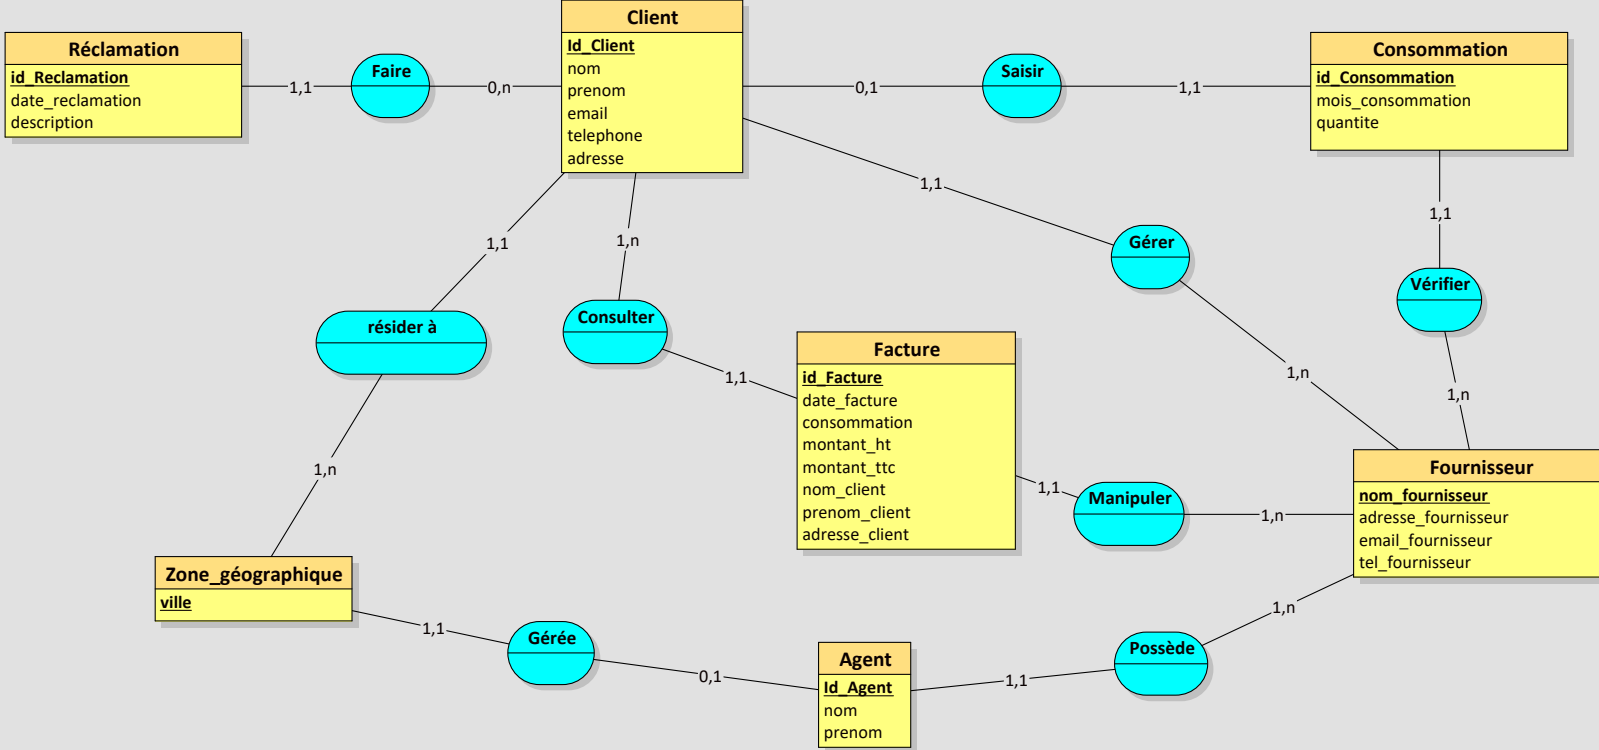 Client
Id_Client
nom
prenom
email
telephone
adresse
Réclamation
id_Reclamation
date_reclamation
description
1,1
Faire
0,n
0,1
Saisir
1,1
Consommation
id_Consommation
mois_consommation
quantite
1,1
1,n
1,1
Gérer
1,1
Vérifier
résider à
Consulter
1,1
1,n
1,n
Facture
id_Facture
date_facture
consommation
montant_ht
montant_ttc
nom_client
prenom_client
adresse_client
1,n
1,1
Manipuler
1,n
Fournisseur
nom_fournisseur
adresse_fournisseur
email_fournisseur
tel_fournisseur
Zone_géographique
ville
1,1
Gérée
0,1
Agent
Id_Agent
nom
prenom
1,1
Possède
1,n